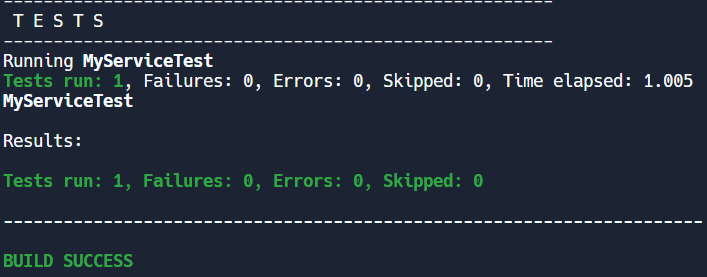 -------------------------------------------------------
T E S T S
-------------------------------------------------------
Running MyServiceTest
Tests run: 1, Failures: 0, Errors: 0, Skipped: 0, Time elapsed: 1.005
MyServiceTest
Results:
Tests run: 1, Failures: 0, Errors: 0, Skipped: 0
----------------------------------------------------------------------
BUILD SUCCESS